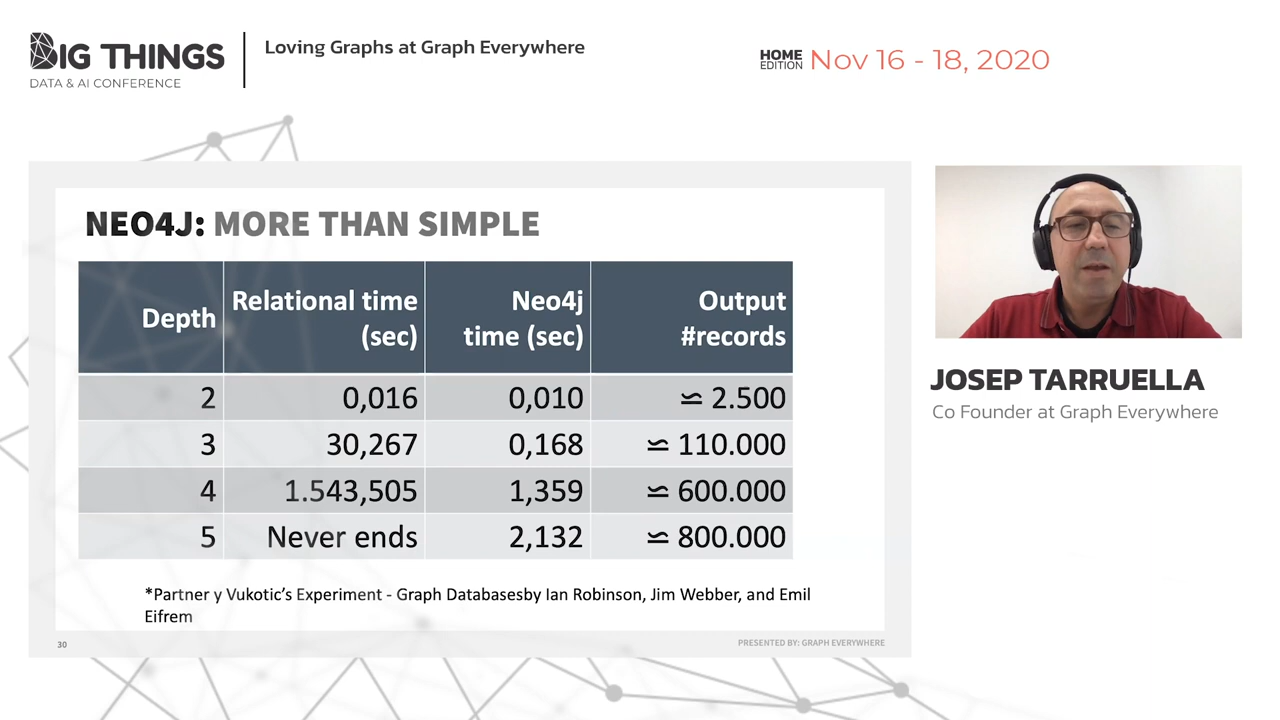 BIG THINGS
DATA & AI CONFERENCE
Loving Graphs at Graph Everywhere
HOME
EDITION
Nov 16 - 18, 2020
NEO4J: MORE THAN SIMPLE
Depth
Relational time
(sec)
Neo4j
time (sec)
Output
#records
2 0,016 0,010 ≌ 2.500
3 30,267 0,168 ≌ 110.000
4 1.543,505 1,359 ≌ 600.000
5 Never ends 2,132 ≌ 800.000
*Partner y Vukotic’s Experiment - Graph Databasesby Ian Robinson, Jim Webber, and Emil
Eifrem
30
PRESENTED BY: GRAPH EVERYWHERE
JOSEP TARRUELLA
Co Founder at Graph Everywhere